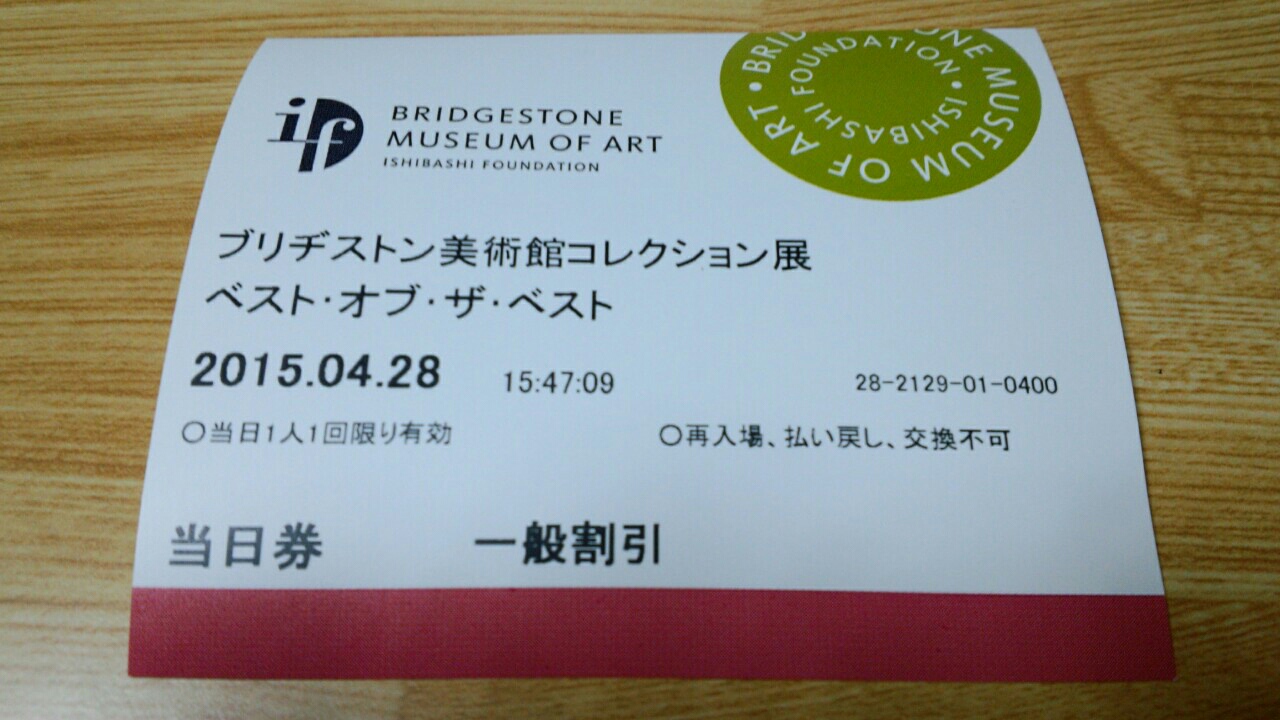 BRIDGESTONE
MUSEUM OF ART
ISHIBASHI FOUNDATION
BRIDGESTONE MUSEUM OF ART
ISHIBASHI FOUNDATION
ブリヂストン美術館コレクション展
ベスト・オブ・ザ・ベスト
2015.04.28 15:47:09 28-2129-01-0400
○当日1人1回限り有効 ○再入場、払い戻し、交換不可
当日券 一般割引